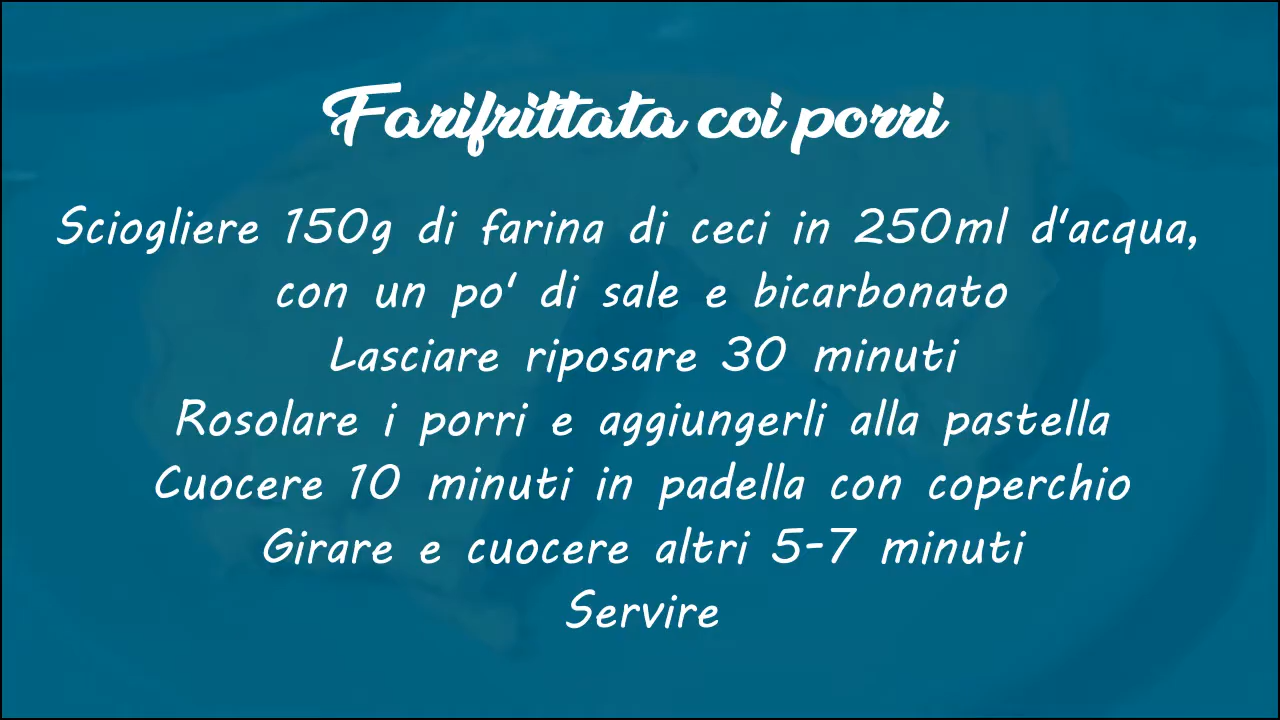 Farifrittata coi porri
Sciogliere 150g di farina di ceci in 250ml d'acqua,
con un po' di sale e bicarbonato
Lasciare riposare 30 minuti
Rosolare i porri e aggiungerli alla pastella
Cuocere 10 minuti in padella con coperchio
Girare e cuocere altri 5-7 minuti
Servire